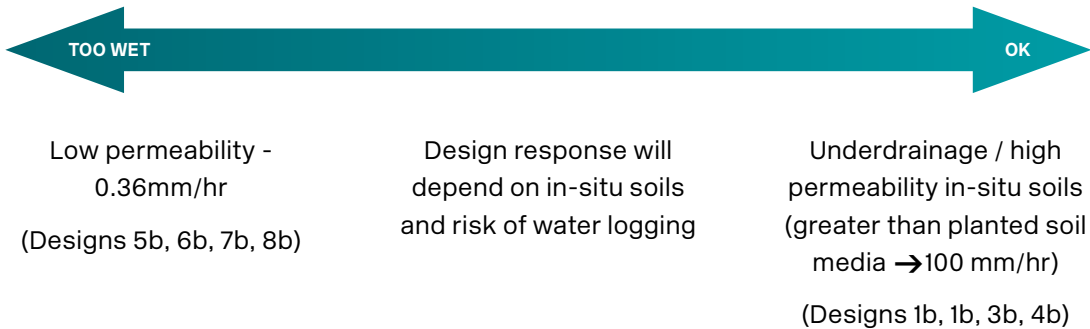 TOO WET
OK
Low permeability -
0.36mm/hr
(Designs 5b, 6b, 7b, 8b)
Design response will
depend on in-situ soils
and risk of water logging
Underdrainage / high
permeability in-situ soils
(greater than planted soil
media →100 mm/hr)
(Designs 1b, 1b, 3b, 4b)